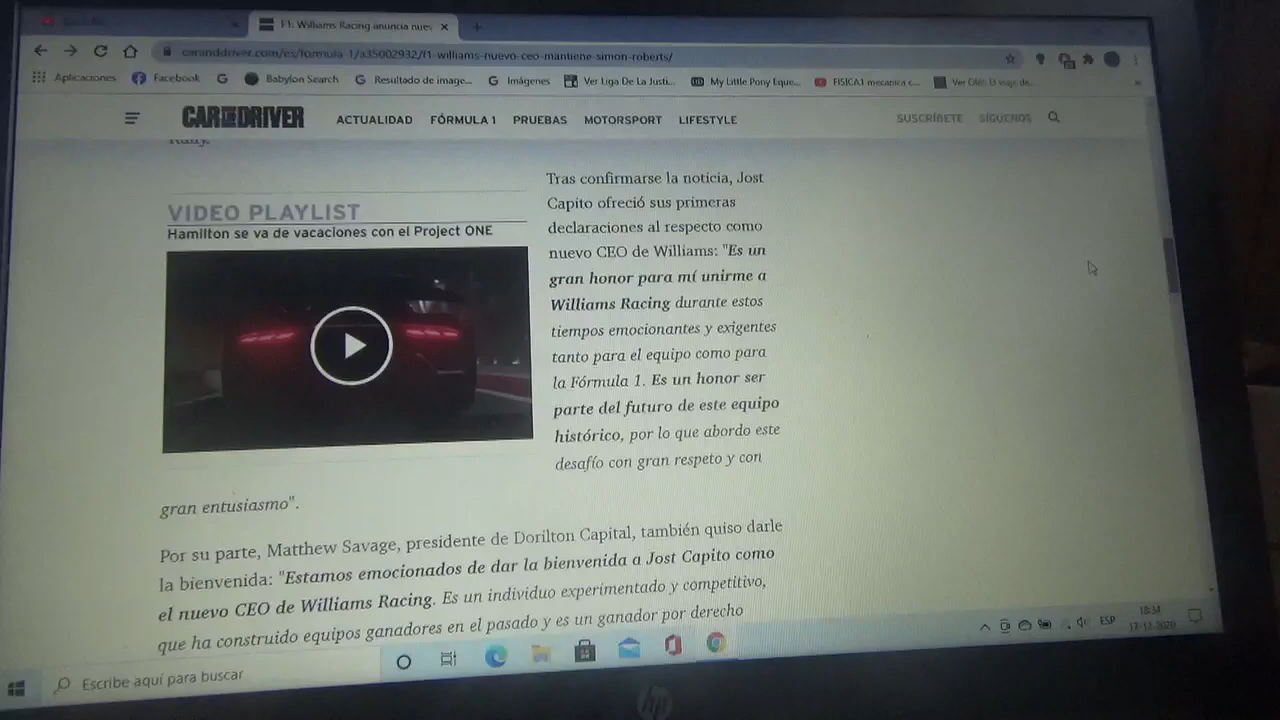 F1: Williams Racing anuncia nuev
caranddriver.com/es/formula-1/a35002932/f1-williams-nuevo-ceo-mantiene-simon-roberts/
Aplicaciones
Facebook
Babylon Search
Resultado de image...
Imágenes
Ver Liga De La Justi...
My Little Pony Eque...
FISICA1 mecanica c...
CAR AND DRIVER
ACTUALIDAD FÓRMULA 1 PRUEBAS MOTORSPORT LIFESTYLE
SUSCRÍBETE SÍGUENOS
VIDEO PLAYLIST
Hamilton se va de vacaciones con el Project ONE
Tras confirmarse la noticia, Jost
Capito ofreció sus primeras
declaraciones al respecto como
nuevo CEO de Williams: "Es un
gran honor para mí unirme a
Williams Racing durante estos
tiempos emocionantes y exigentes
tanto para el equipo como para
la Fórmula 1. Es un honor ser
parte del futuro de este equipo
histórico, por lo que abordo este
desafío con gran respeto y con
gran entusiasmo".
Por su parte, Matthew Savage, presidente de Dorilton Capital, también quiso darle
la bienvenida: "Estamos emocionados de dar la bienvenida a Jost Capito como
el nuevo CEO de Williams Racing. Es un individuo experimentado y competitivo,
que ha construido equipos ganadores en el pasado y es un ganador por derecho
Escribe aquí para buscar
ESP
17-12-2020
hp